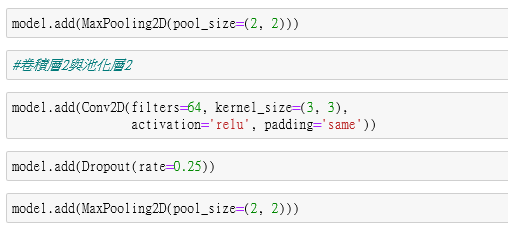 model.add(MaxPooling2D(pool_size=(2, 2)))
#卷積層2與池化層2
model.add(Conv2D(filters=64, kernel_size=(3, 3),
activation='relu', padding='same'))
model.add(Dropout(rate=0.25))
model.add(MaxPooling2D(pool_size=(2, 2)))